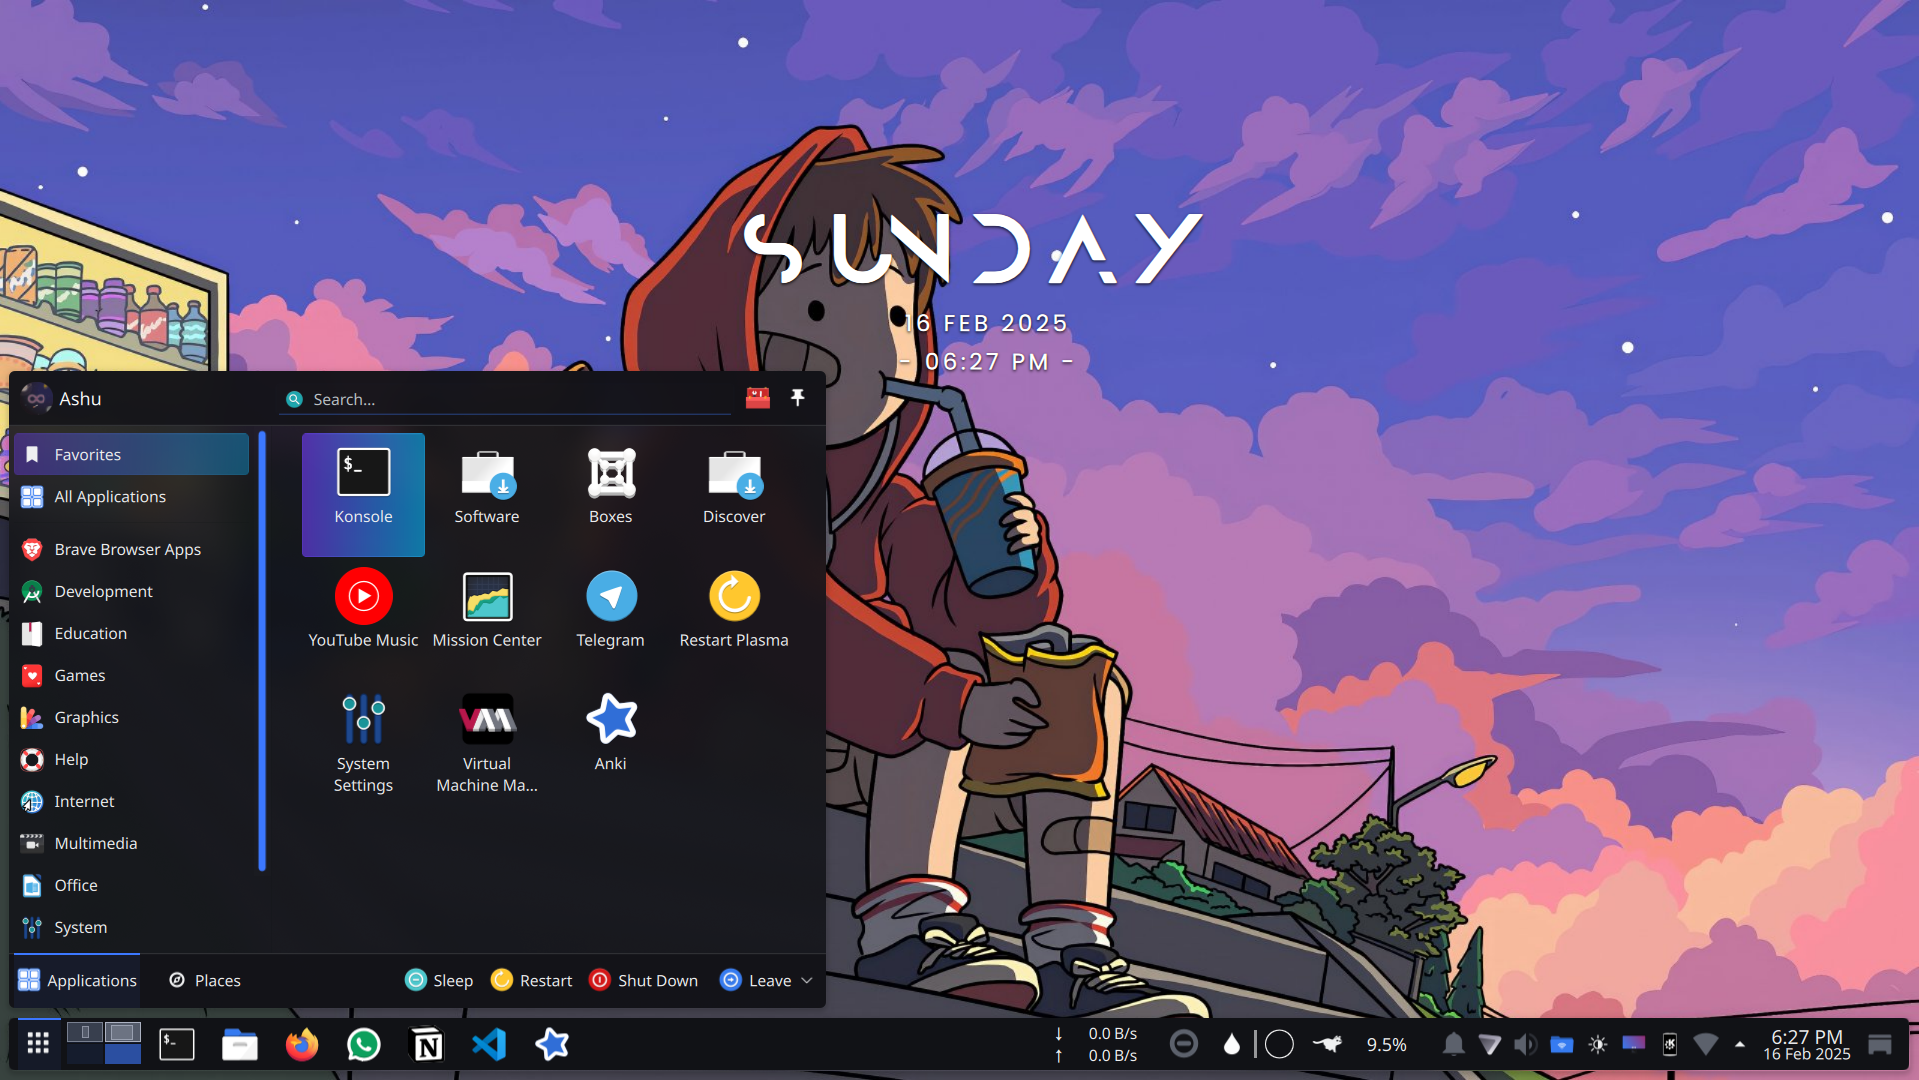 SUNDAY
16 FEB 2025
- 06:27 PM -
Ashu
Search...
Favorites
All Applications
Brave Browser Apps
Development
Education
Games
Graphics
Help
Internet
Multimedia
Office
System
$_
Konsole
Software
Boxes
Discover
YouTube Music
Mission Center
Telegram
Restart Plasma
System
Settings
Virtual
Machine Ma...
Anki
Applications
Places
Sleep
Restart
Shut Down
Leave
$_
↓ 0.0 B/s
↑ 0.0 B/s
9.5%
6:27 PM
16 Feb 2025